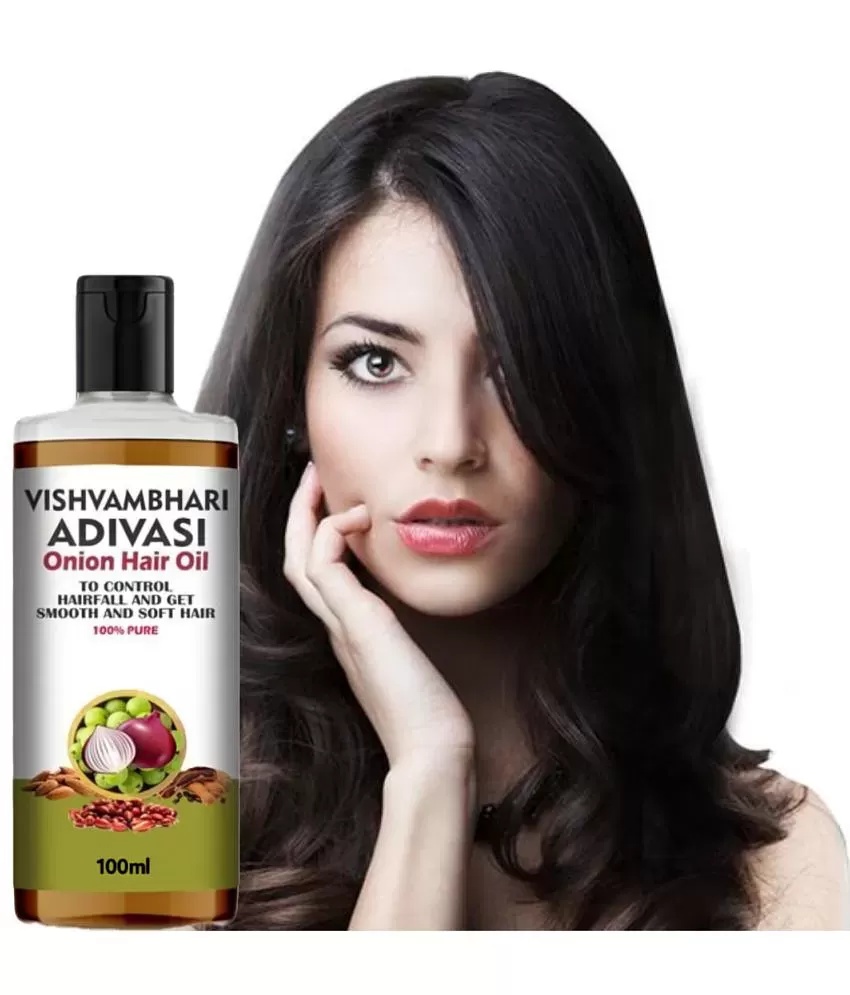 VISHVAMBHARI
ADIVASI
Onion Hair Oil
TO CONTROL
HAIRFALL AND GET
SMOOTH AND SOFT HAIR
100% PURE
100ml